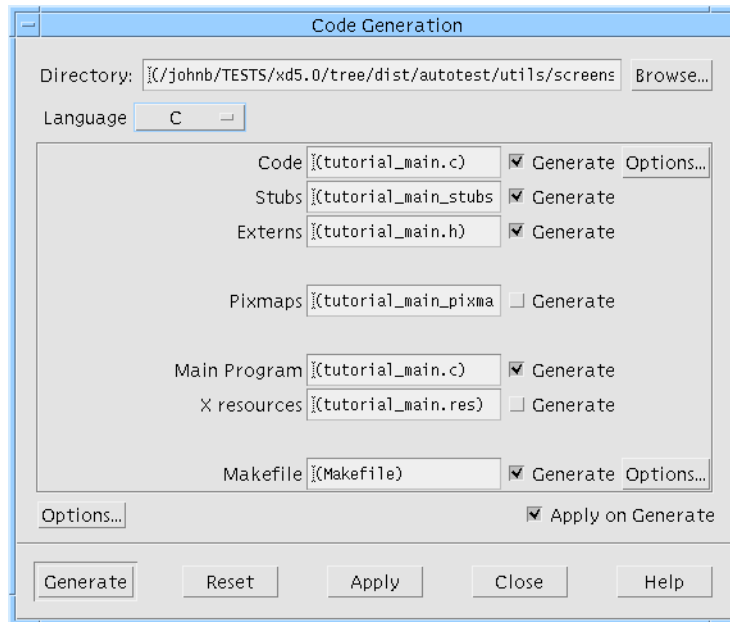 Code Generation
Directory: (/johnb/TESTS/xd5.0/tree/dist/autotest/utils/screens Browse...
Language C
Code (tutorial_main.c) Generate Options...
Stubs (tutorial_main_stubs Generate
Externs (tutorial_main.h) Generate
Pixmaps (tutorial_main_pixma Generate
Main Program (tutorial_main.c) Generate
X resources (tutorial_main.res) Generate
Makefile (Makefile) Generate Options...
Options... Apply on Generate
Generate Reset Apply Close Help